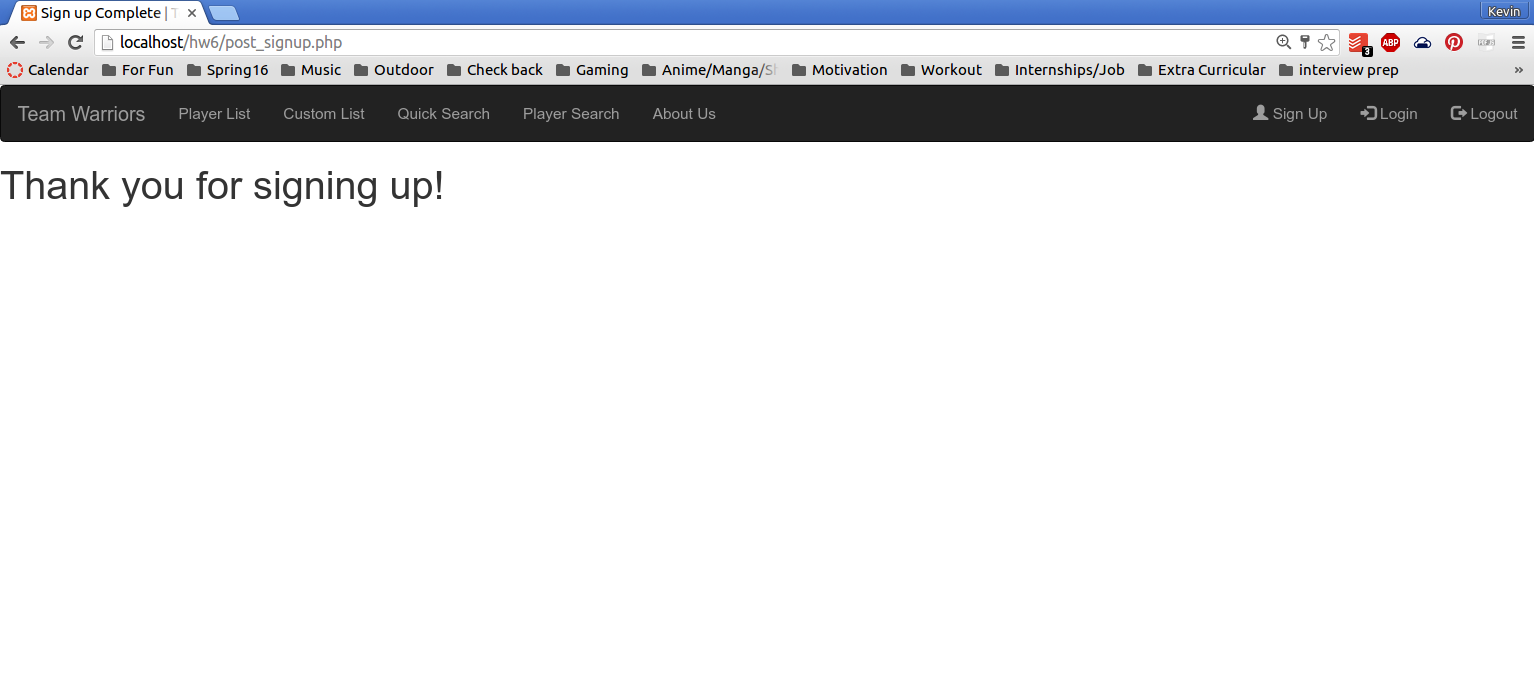 Sign up Complete | T
Kevin
localhost/hw6/post_signup.php
3 ABP
Calendar For Fun Spring16 Music Outdoor Check back Gaming Anime/Manga/Sh Motivation Workout Internships/Job Extra Curricular interview prep »
Team Warriors Player List Custom List Quick Search Player Search About Us Sign Up Login Logout
Thank you for signing up!